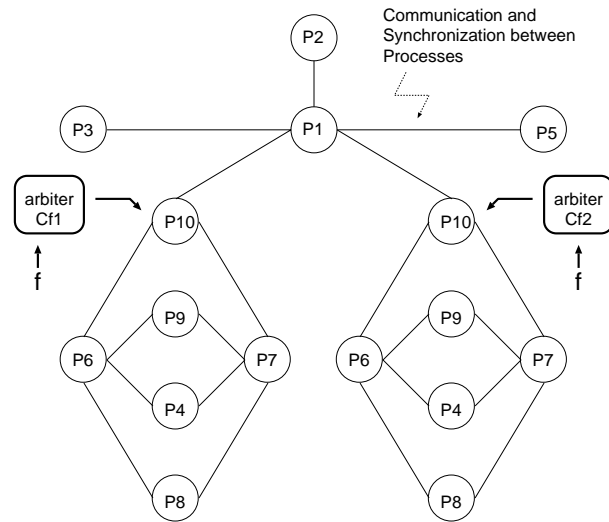 Communication and
Synchronization between
Processes
P2
P3
P1
P5
arbiter
Cf1
f
P10
P10
arbiter
Cf2
f
P9
P9
P6
P7
P6
P7
P4
P4
P8
P8